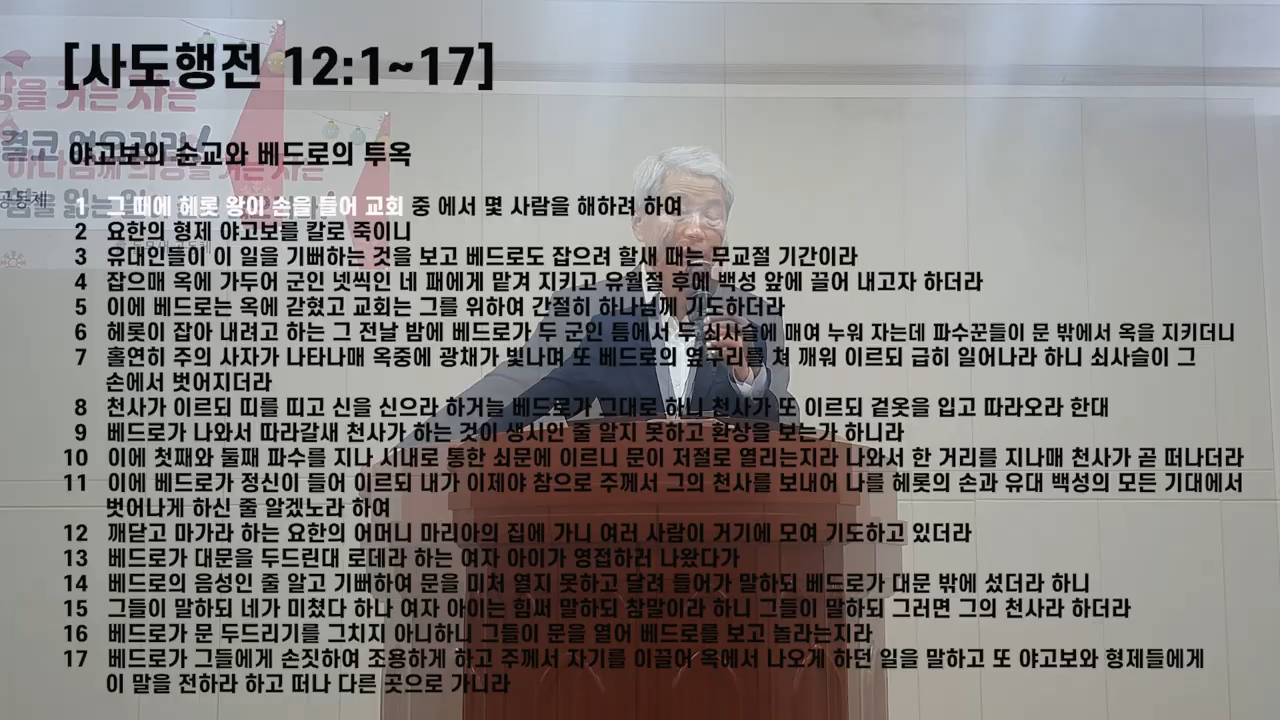 [사도행전 12:1~17]
야고보의 순교와 베드로의 투옥
1 그 때에 헤롯 왕이 손을 들어 교회 중 에서 몇 사람을 해하려 하여
2 요한의 형제 야고보를 칼로 죽이니
3 유대인들이 이 일을 기뻐하는 것을 보고 베드로도 잡으려 할새 때는 무교절 기간이라
4 잡으매 옥에 가두어 군인 넷씩인 네 패에게 맡겨 지키고 유월절 후에 백성 앞에 끌어 내고자 하더라
5 이에 베드로는 옥에 갇혔고 교회는 그를 위하여 간절히 하나님께 기도하더라
6 헤롯이 잡아 내려고 하는 그 전날 밤에 베드로가 두 군인 틈에서 두 쇠사슬에 매여 누워 자는데 파수꾼들이 문 밖에서 옥을 지키더니
7 홀연히 주의 사자가 나타나매 옥중에 광채가 빛나며 또 베드로의 옆구리를 쳐 깨워 이르되 급히 일어나라 하니 쇠사슬이 그
손에서 벗어지더라
8 천사가 이르되 띠를 띠고 신을 신으라 하거늘 베드로가 그대로 하니 천사가 또 이르되 겉옷을 입고 따라오라 한대
9 베드로가 나와서 따라갈새 천사가 하는 것이 생시인 줄 알지 못하고 환상을 보는가 하니라
10 이에 첫째와 둘째 파수를 지나 시내로 통한 쇠문에 이르니 문이 저절로 열리는지라 나와서 한 거리를 지나매 천사가 곧 떠나더라
11 이에 베드로가 정신이 들어 이르되 내가 이제야 참으로 주께서 그의 천사를 보내어 나를 헤롯의 손과 유대 백성의 모든 기대에서
벗어나게 하신 줄 알겠노라 하여
12 깨닫고 마가라 하는 요한의 어머니 마리아의 집에 가니 여러 사람이 거기에 모여 기도하고 있더라
13 베드로가 대문을 두드린대 로데라 하는 여자 아이가 영접하러 나왔다가
14 베드로의 음성인 줄 알고 기뻐하여 문을 미처 열지 못하고 달려 들어가 말하되 베드로가 대문 밖에 섰더라 하니
15 그들이 말하되 네가 미쳤다 하나 여자 아이는 힘써 말하되 참말이라 하니 그들이 말하되 그러면 그의 천사라 하더라
16 베드로가 문 두드리기를 그치지 아니하니 그들이 문을 열어 베드로를 보고 놀라는지라
17 베드로가 그들에게 손짓하여 조용하게 하고 주께서 자기를 이끌어 옥에서 나오게 하던 일을 말하고 또 야고보와 형제들에게
이 말을 전하라 하고 떠나 다른 곳으로 가니라